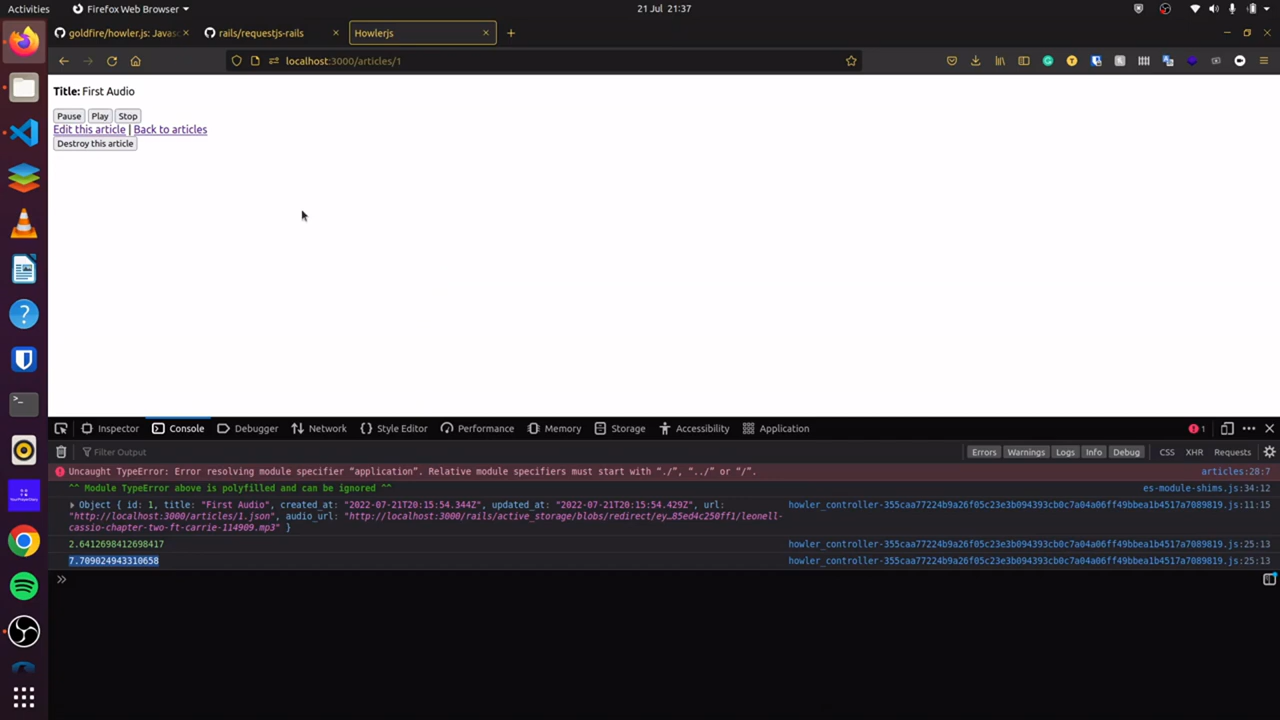 Activities
Firefox Web Browser
21 Jul 21:37
goldfire/howler.js: Javasc
rails/requestjs-rails
Howlerjs
localhost:3000/articles/1
Title: First Audio
Pause Play Stop
Edit this article | Back to articles
Destroy this article
Inspector Console Debugger Network Style Editor Performance Memory Storage Accessibility Application 1
Filter Output Errors Warnings Logs Info Debug CSS XHR Requests
Uncaught TypeError: Error resolving module specifier “application”. Relative module specifiers must start with “./”, “../” or “/”. articles:28:7
^^ Module TypeError above is polyfilled and can be ignored ^^ es-module-shims.js:34:12
Object { id: 1, title: "First Audio", created_at: "2022-07-21T20:15:54.344Z", updated_at: "2022-07-21T20:15:54.429Z", url: howler_controller-355caa77224b9a26f05c23e3b094393cb0c7a04a06ff49bbea1b4517a7089819.js:11:15
"http://localhost:3000/articles/1.json", audio_url: "http://localhost:3000/rails/active_storage/blobs/redirect/ey…85ed4c250ff1/leonell-
cassio-chapter-two-ft-carrie-114909.mp3" }
2.6412698412698417 howler_controller-355caa77224b9a26f05c23e3b094393cb0c7a04a06ff49bbea1b4517a7089819.js:25:13
7.709024943310658 howler_controller-355caa77224b9a26f05c23e3b094393cb0c7a04a06ff49bbea1b4517a7089819.js:25:13